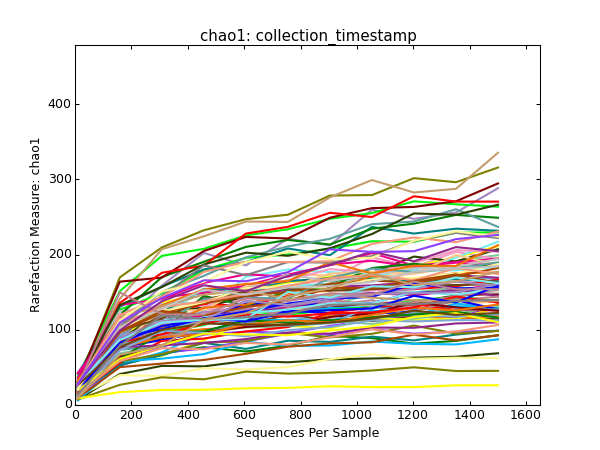 chao1: collection_timestamp
Rarefaction Measure: chao1
400
300
200
100
0
0 200 400 600 800 1000 1200 1400 1600
Sequences Per Sample